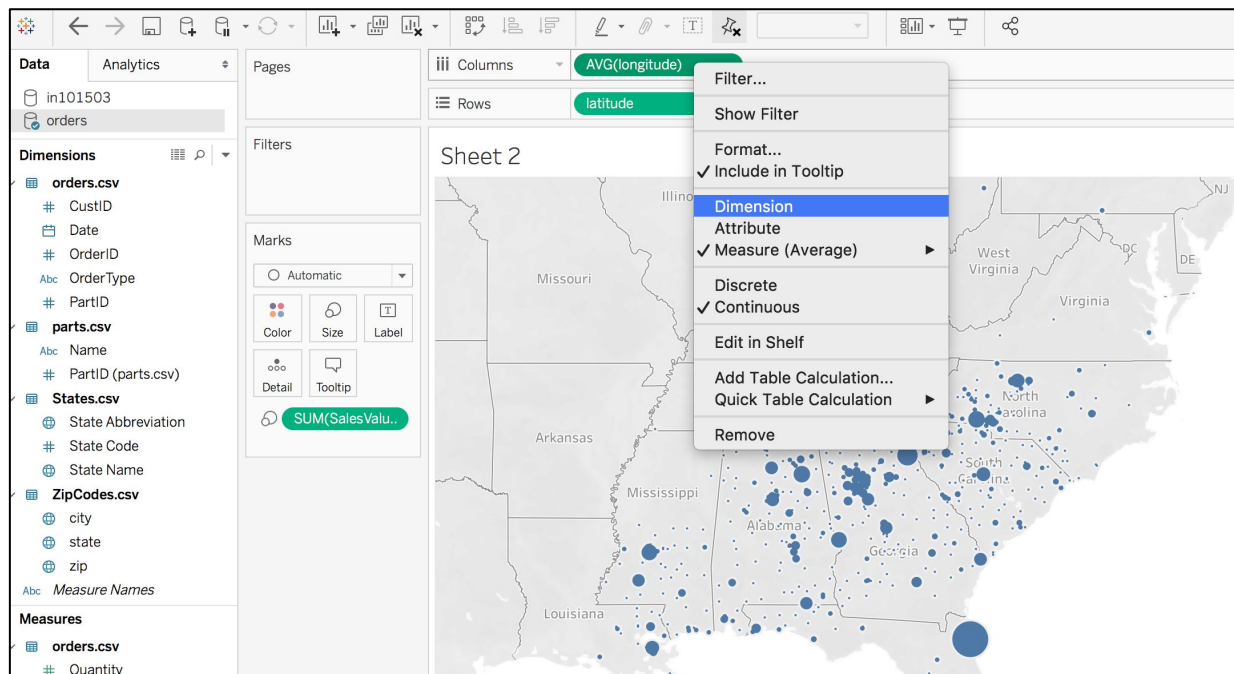 Data
Analytics
in101503
orders
Dimensions
orders.csv
CustID
Date
OrderID
Abc OrderType
PartID
parts.csv
Abc Name
PartID (parts.csv)
States.csv
State Abbreviation
State Code
State Name
ZipCodes.csv
city
state
zip
Abc Measure Names
Measures
orders.csv
Quantity
Pages
Filters
Marks
Automatic
Color Size Label
Detail Tooltip
SUM(SalesValu..
Columns AVG(longitude)
Rows latitude
Sheet 2
Filter...
Show Filter
Format...
Include in Tooltip
Dimension
Attribute
Measure (Average)
Discrete
Continuous
Edit in Shelf
Add Table Calculation...
Quick Table Calculation
Remove
Illino
NJ
DC
DE
West
Virginia
Missouri
Virginia
North
Carolina
Arkansas
South
Carolina
Mississippi
Alabama
Georgia
Louisiana